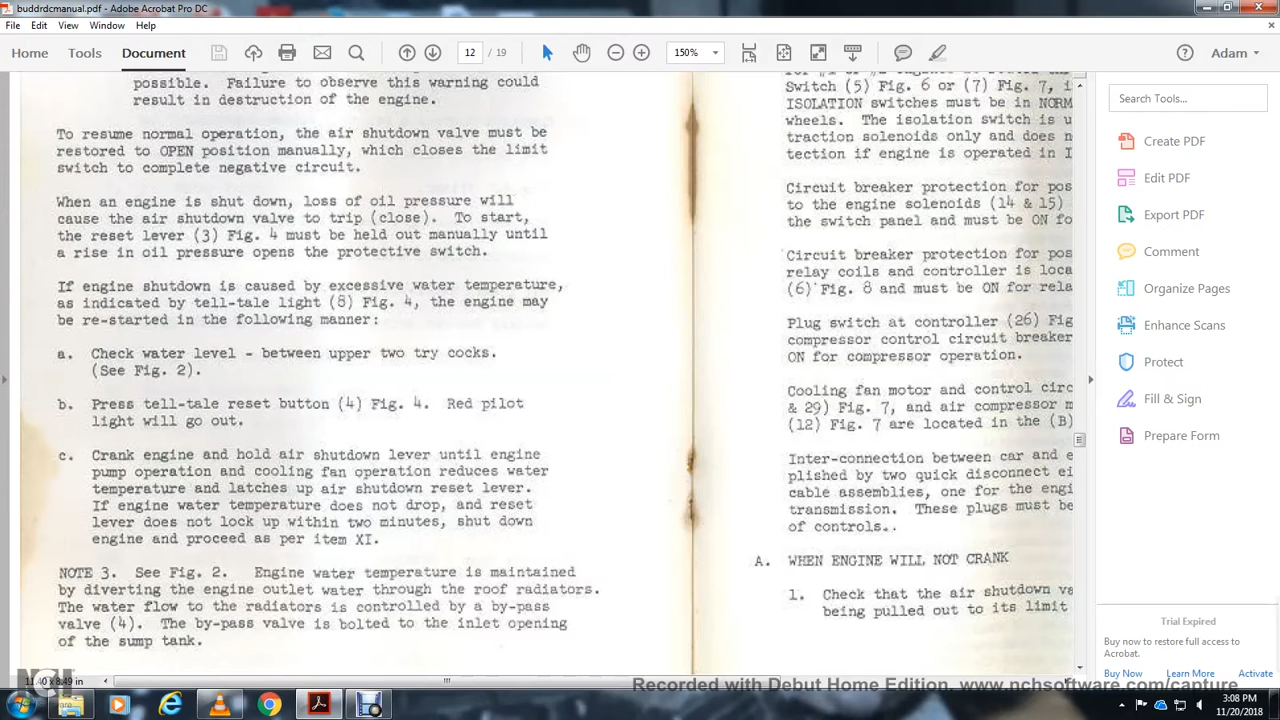 buddrdcmanual.pdf - Adobe Acrobat Pro DC
File Edit View Window Help
Home Tools Document 12 / 19 150% Adam
possible. Failure to observe this warning could
result in destruction of the engine.
To resume normal operation, the air shutdown valve must be
restored to OPEN position manually, which closes the limit
switch to complete negative circuit.
When an engine is shut down, loss of oil pressure will
cause the air shutdown valve to trip (close). To start,
the reset lever (3) Fig. 4 must be held out manually until
a rise in oil pressure opens the protective switch.
If engine shutdown is caused by excessive water temperature,
as indicated by tell-tale light (8) Fig. 4, the engine may
be re-started in the following manner:
a. Check water level - between upper two try cocks.
(See Fig. 2).
b. Press tell-tale reset button (4) Fig. 4. Red pilot
light will go out.
c. Crank engine and hold air shutdown lever until engine
pump operation and cooling fan operation reduces water
temperature and latches up air shutdown reset lever.
If engine water temperature does not drop, and reset
lever does not lock up within two minutes, shut down
engine and proceed as per item XI.
NOTE 3. See Fig. 2. Engine water temperature is maintained
by diverting the engine outlet water through the roof radiators.
The water flow to the radiators is controlled by a by-pass
valve (4). The by-pass valve is bolted to the inlet opening
of the sump tank.
Switch (5) Fig. 6 or (7) Fig. 7, i
ISOLATION switches must be in NORM
wheels. The isolation switch is u
traction solenoids only and does n
tection if engine is operated in I
Circuit breaker protection for pos
to the engine solenoids (14 & 15)
the switch panel and must be ON fo
Circuit breaker protection for pos
relay coils and controller is loca
(6) Fig. 8 and must be ON for rela
Plug switch at controller (26) Fig
compressor control circuit breaker
ON for compressor operation.
Cooling fan motor and control circ
& 29) Fig. 7, and air compressor m
(12) Fig. 7 are located in the (B)
Inter-connection between car and e
plished by two quick disconnect ei
cable assemblies, one for the engi
transmission. These plugs must be
of controls..
A. WHEN ENGINE WILL NOT CRANK
1. Check that the air shutdown va
being pulled out to its limit
Search Tools...
Create PDF
Edit PDF
Export PDF
Comment
Organize Pages
Enhance Scans
Protect
Fill & Sign
Prepare Form
Trial Expired
Buy now to restore full access to
Acrobat.
Buy Now Learn More Activate
11.40 x 8.49 in
NCH
Recorded with Debut Home Edition. www.nchsoftware.com/capture
3:08 PM
11/20/2018